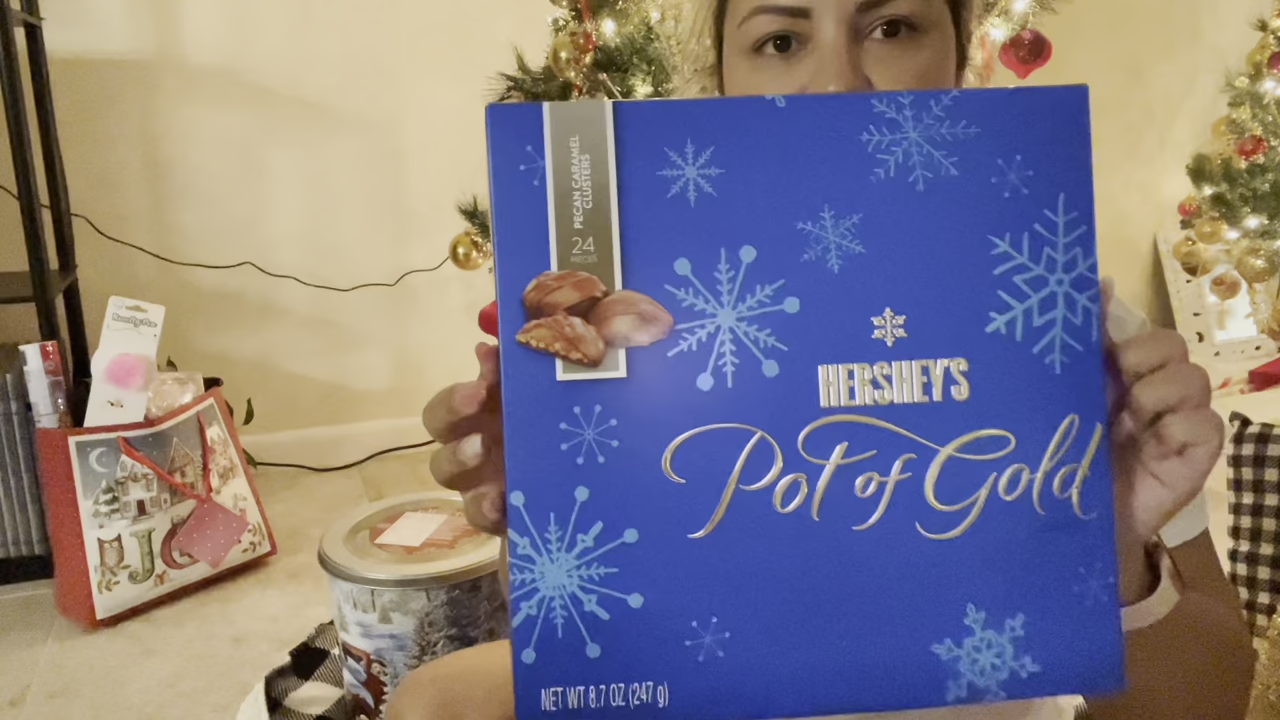 PECAN CARAMEL
CLUSTERS
24
PIECES
HERSHEY'S
Pot of Gold
NET WT 8.7 OZ (247 g)